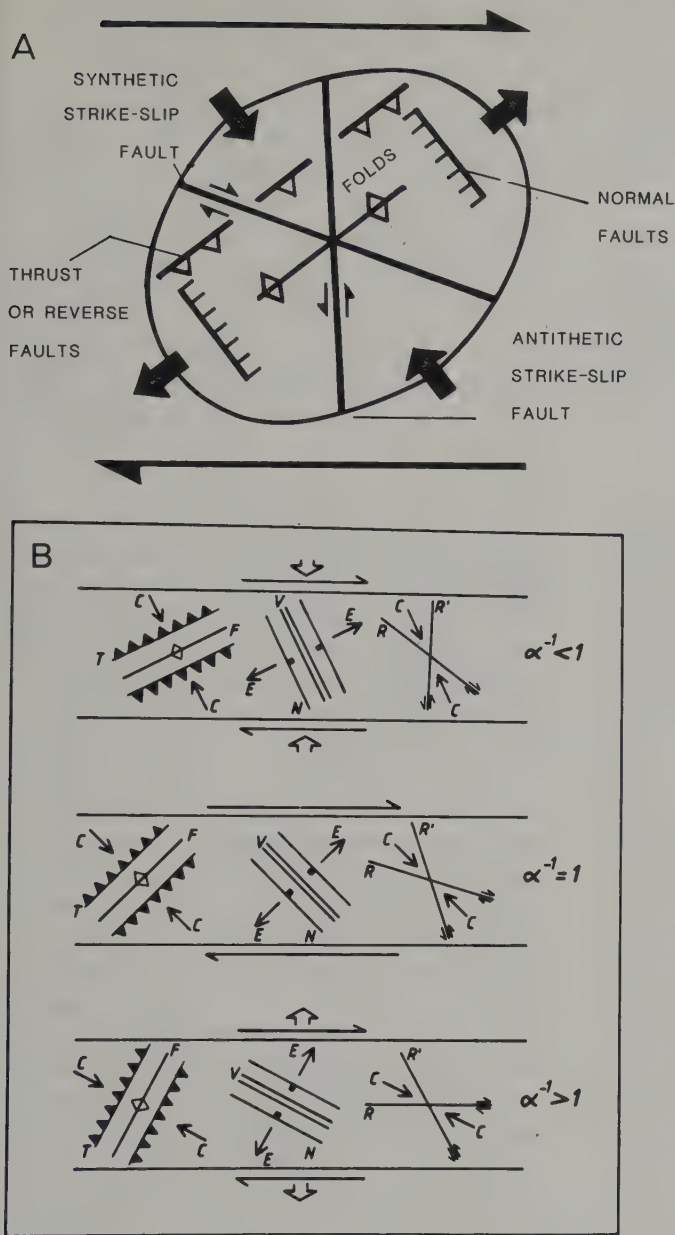 A
SYNTHETIC
STRIKE-SLIP
FAULT
FOLDS
NORMAL
FAULTS
THRUST
OR REVERSE
FAULTS
ANTITHETIC
STRIKE-SLIP
FAULT
B
C V E C R'
R
T F
E C
C N
α⁻¹<1
C F V E C R'
R
T C E N C
α⁻¹=1
F E R'
C V C
R
T C E N C
α⁻¹>1